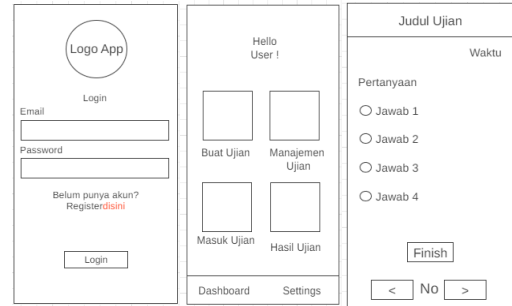 Logo App
Login
Email
Password
Belum punya akun?
Registerdisini
Login
Hello
User !
Buat Ujian
Manajemen
Ujian
Masuk Ujian
Hasil Ujian
Dashboard
Settings
Judul Ujian
Waktu
Pertanyaan
Jawab 1
Jawab 2
Jawab 3
Jawab 4
Finish
< No >